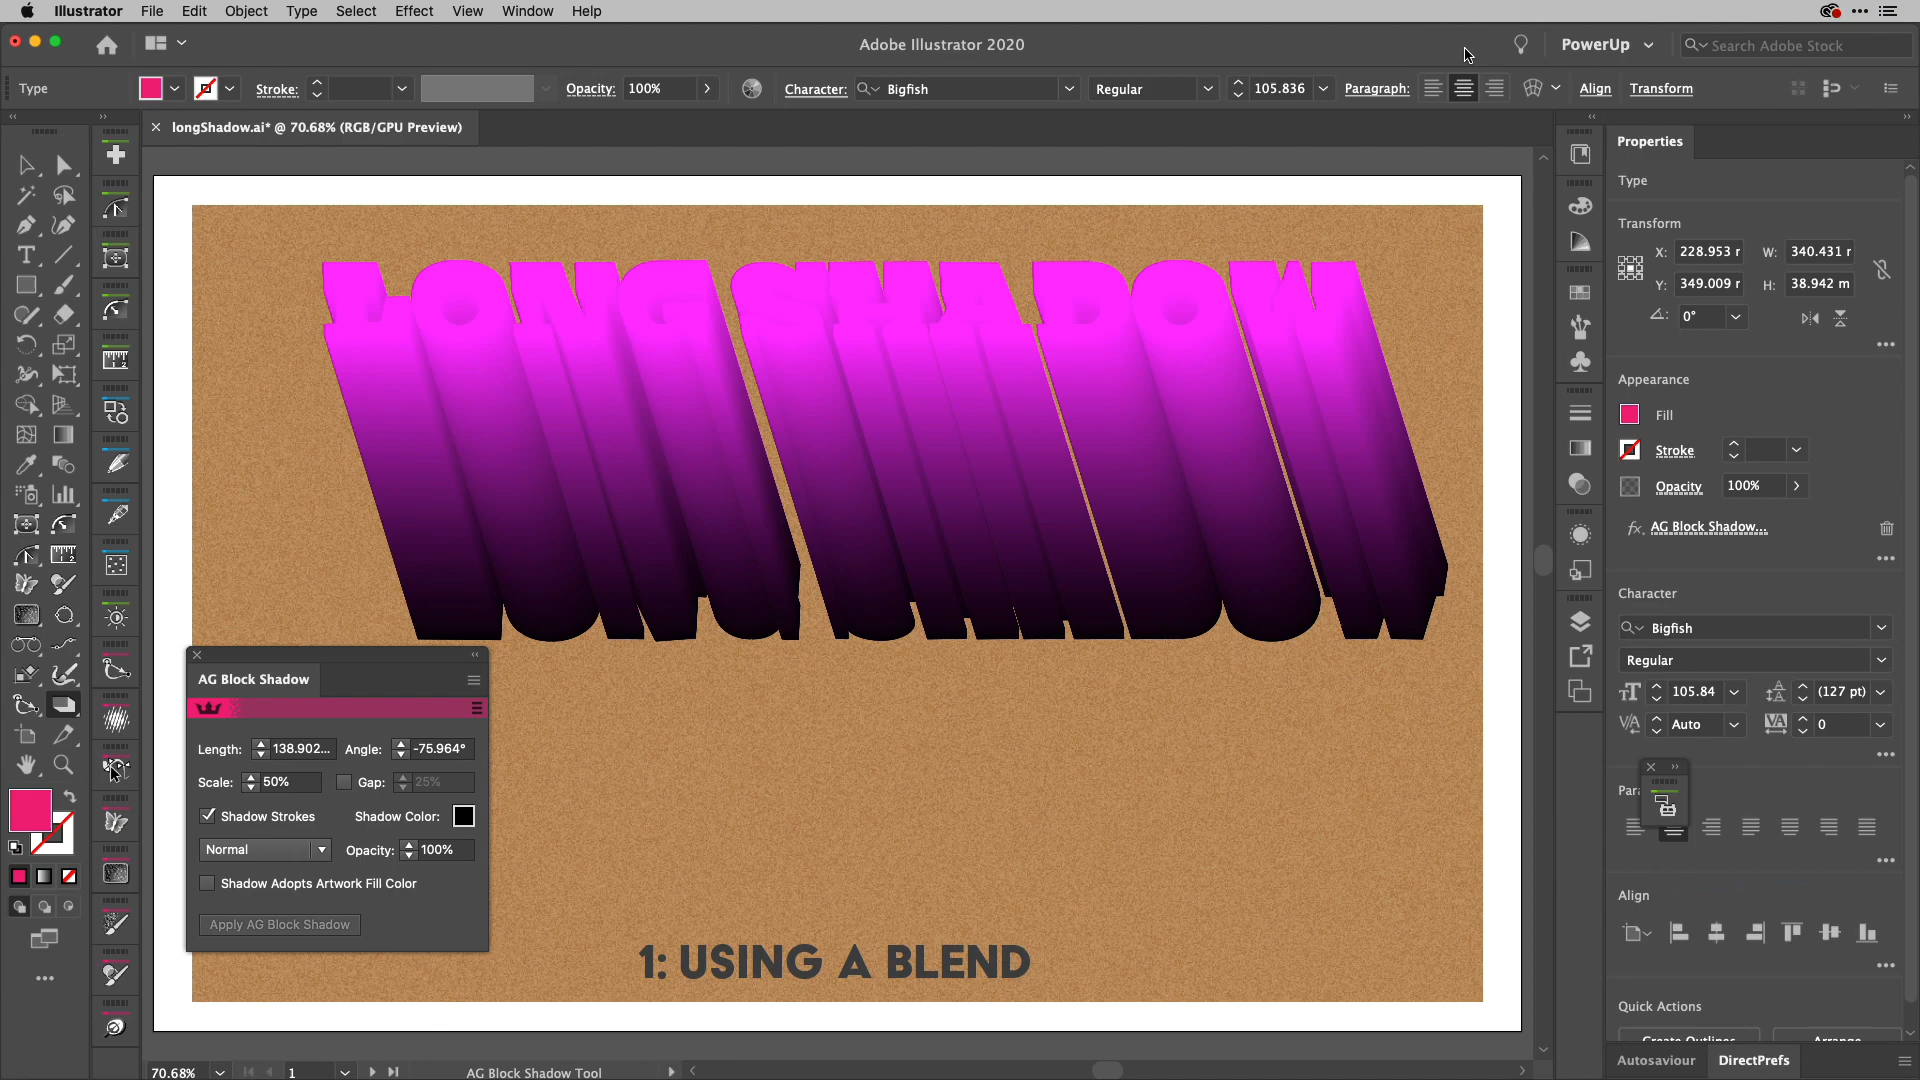 Illustrator File Edit Object Type Select Effect View Window Help
Adobe Illustrator 2020
PowerUp
Search Adobe Stock
Type
Stroke:
Opacity: 100%
Character: Bigfish
Regular
105.836
Paragraph:
Align
Transform
longShadow.ai* @ 70.68% (RGB/GPU Preview)
LONG SHADOW
AG Block Shadow
Length: 138.902... Angle: -75.964°
Scale: 50% Gap: 25%
Shadow Strokes Shadow Color:
Normal Opacity: 100%
Shadow Adopts Artwork Fill Color
Apply AG Block Shadow
1: USING A BLEND
70.68%
1
AG Block Shadow Tool
Properties
Type
Transform
X: 228.953 r W: 340.431 r
Y: 349.009 r H: 38.942 m
0°
Appearance
Fill
Stroke
Opacity 100%
fx. AG Block Shadow...
Character
Bigfish
Regular
105.84 (127 pt)
Auto 0
Para
Align
Quick Actions
Create Outlines Arrange
Autosaviour DirectPrefs